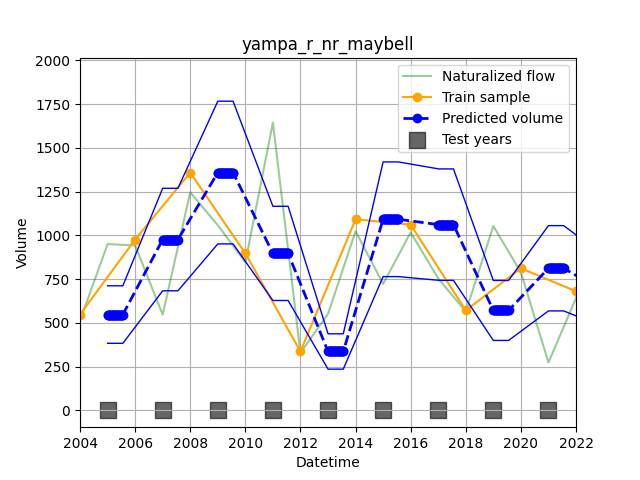 yampa_r_nr_maybell
2000
1750
1500
1250
1000
750
500
250
0
Volume
Naturalized flow
Train sample
Predicted volume
Test years
2004 2006 2008 2010 2012 2014 2016 2018 2020 2022
Datetime